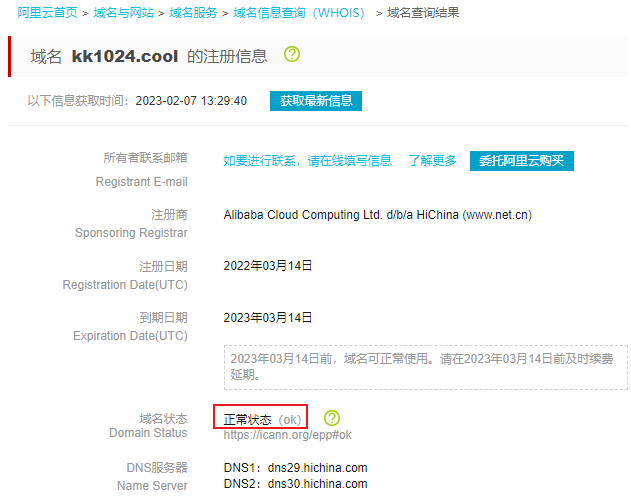 阿里云首页 > 域名与网站 > 域名服务 > 域名信息查询（WHOIS） > 域名查询结果
域名 kk1024.cool 的注册信息 ?
以下信息获取时间：2023-02-07 13:29:40 获取最新信息
所有者联系邮箱 如要进行联系，请在线填写信息 了解更多 委托阿里云购买
Registrant E-mail
注册商 Alibaba Cloud Computing Ltd. d/b/a HiChina (www.net.cn)
Sponsoring Registrar
注册日期 2022年03月14日
Registration Date(UTC)
到期日期 2023年03月14日
Expiration Date(UTC)
2023年03月14日前，域名可正常使用。请在2023年03月14日前及时续费
延期。
域名状态 正常状态（ok） ?
Domain Status https://icann.org/epp#ok
DNS服务器 DNS1：dns29.hichina.com
Name Server DNS2：dns30.hichina.com